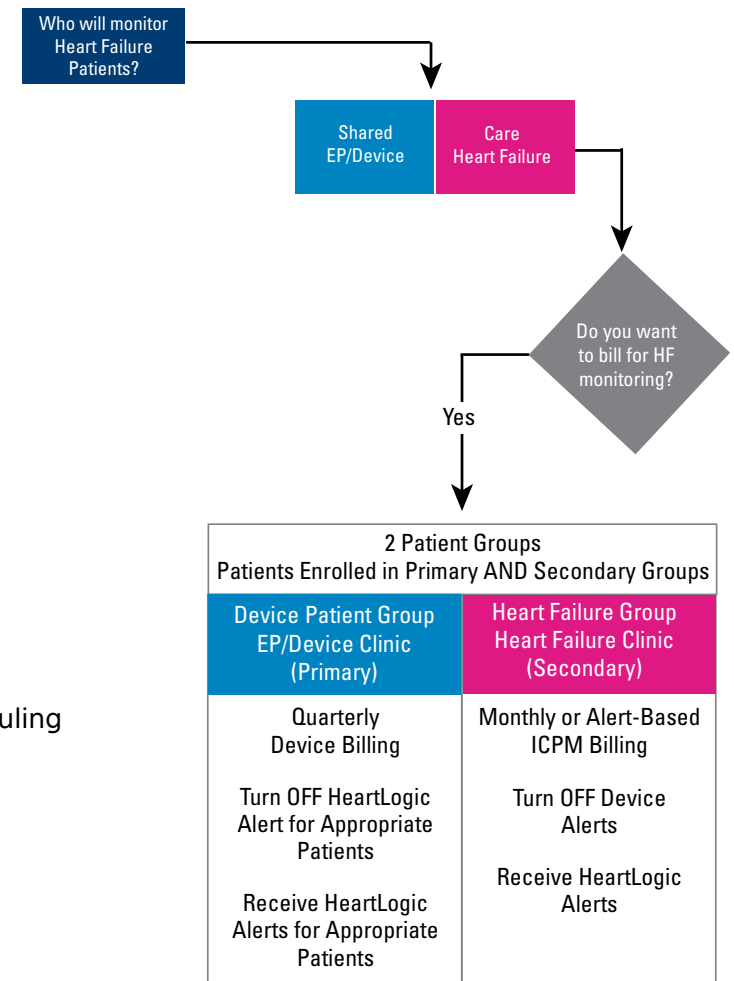 Who will monitor
Heart Failure
Patients?
Shared
EP/Device
Care
Heart Failure
Do you want
to bill for HF
monitoring?
Yes
2 Patient Groups
Patients Enrolled in Primary AND Secondary Groups
Device Patient Group
EP/Device Clinic
(Primary)
Heart Failure Group
Heart Failure Clinic
(Secondary)
uling
Quarterly
Device Billing
Turn OFF HeartLogic
Alert for Appropriate
Patients
Receive HeartLogic
Alerts for Appropriate
Patients
Monthly or Alert-Based
ICPM Billing
Turn OFF Device
Alerts
Receive HeartLogic
Alerts